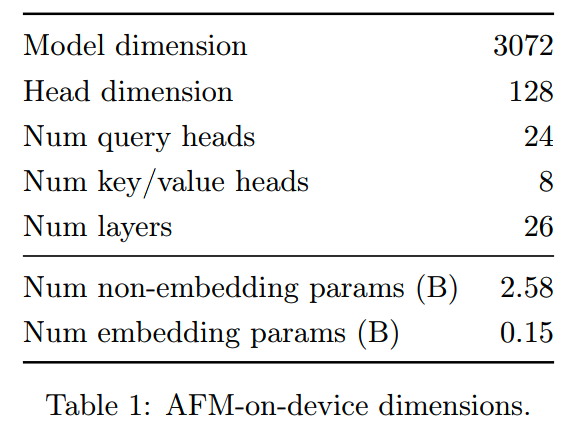 Model dimension 3072
Head dimension 128
Num query heads 24
Num key/value heads 8
Num layers 26
Num non-embedding params (B) 2.58
Num embedding params (B) 0.15
Table 1: AFM-on-device dimensions.